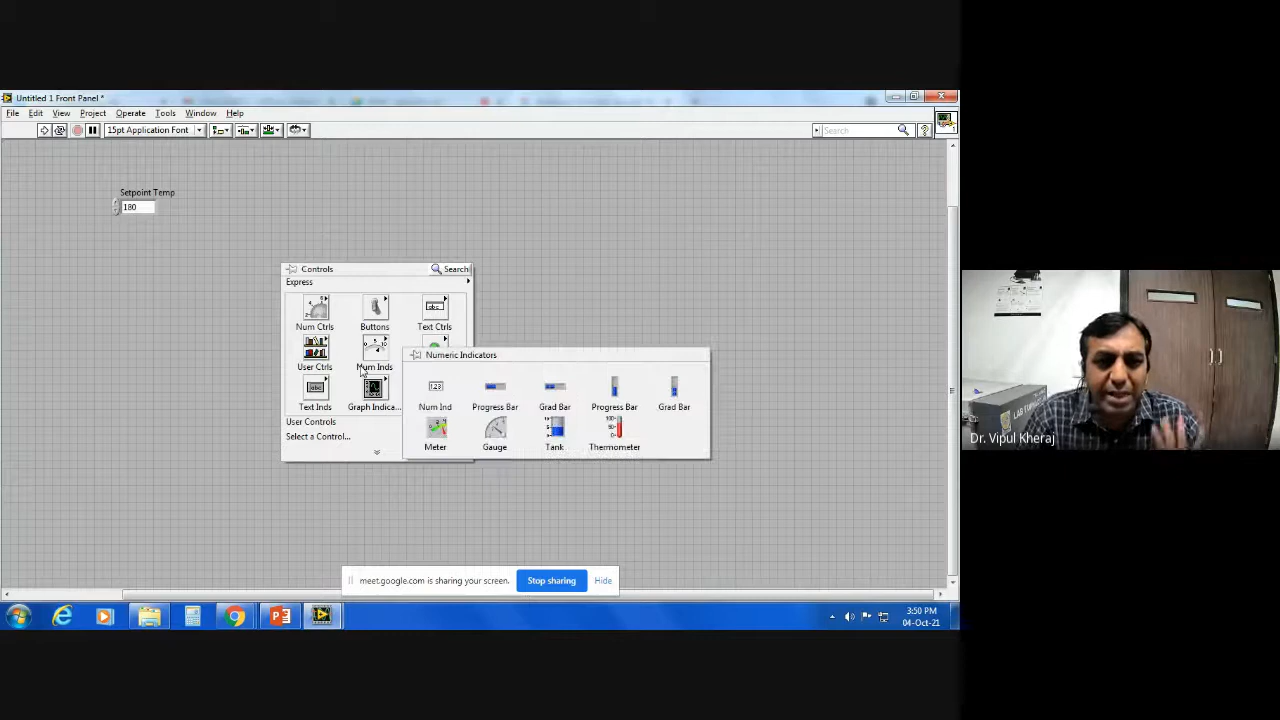 Untitled 1 Front Panel *
File Edit View Project Operate Tools Window Help
15pt Application Font
Search
Setpoint Temp
180
Controls
Search
Express
Num Ctrls
Buttons
Text Ctrls
User Ctrls
Num Inds
Text Inds
Graph Indica...
User Controls
Select a Control...
Numeric Indicators
123
Num Ind
Progress Bar
Grad Bar
Progress Bar
Grad Bar
Meter
Gauge
Tank
Thermometer
Dr. Vipul Kheraj
meet.google.com is sharing your screen.
Stop sharing
Hide
3:50 PM
04-Oct-21